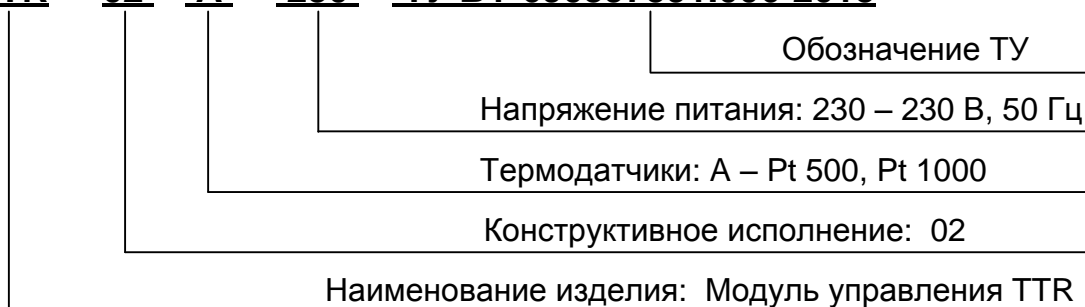 Обозначение ТУ
Напряжение питания: 230 – 230 В, 50 Гц
Термодатчики: А – Pt 500, Pt 1000
Конструктивное исполнение: 02
Наименование изделия: Модуль управления TTR